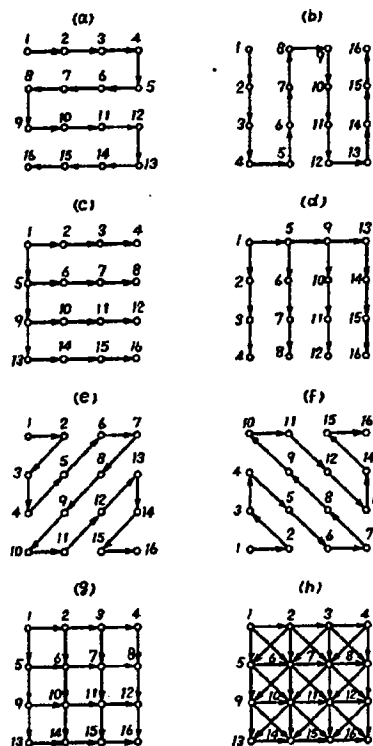 (a) (b)
1 2 3 4 1 8 9 16
8 7 6 5 2 7 10 15
9 10 11 12 3 6 11 14
16 15 14 13 4 5 12 13
(c) (d)
1 2 3 4 1 5 9 13
5 6 7 8 2 6 10 14
9 10 11 12 3 7 11 15
13 14 15 16 4 8 12 16
(e) (f)
1 2 6 7 10 11 15 16
3 5 8 13 4 9 12 14
4 9 12 14 3 5 8
10 11 15 16 1 2 6 7
(g) (h)
1 2 3 4 1 2 3 4
5 6 7 8 5 6 7 8
9 10 11 12 9 10 11 12
13 14 15 16 13 14 15 16